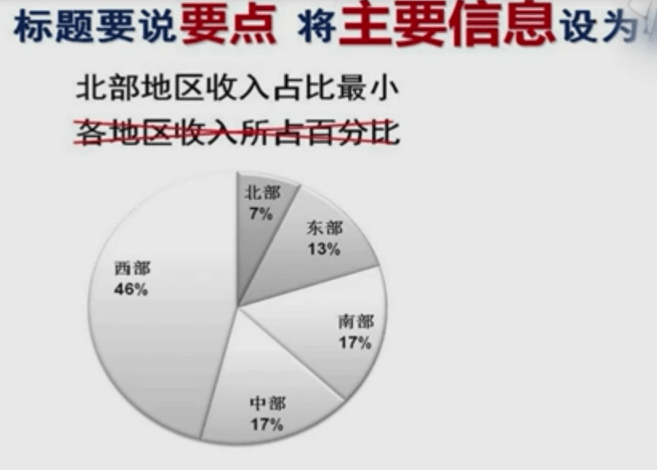 标题要说要点 将主要信息设为
北部地区收入占比最小
各地区收入所占百分比
北部
7%
东部
13%
西部
46%
南部
17%
中部
17%